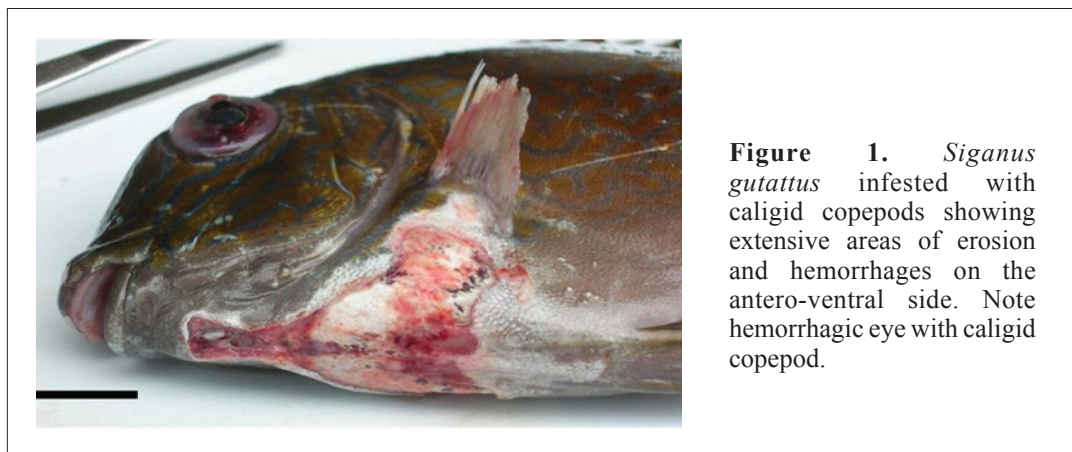 Figure 1. Siganus
gutattus infested with
caligid copepods showing
extensive areas of erosion
and hemorrhages on the
antero-ventral side. Note
hemorrhagic eye with caligid
copepod.